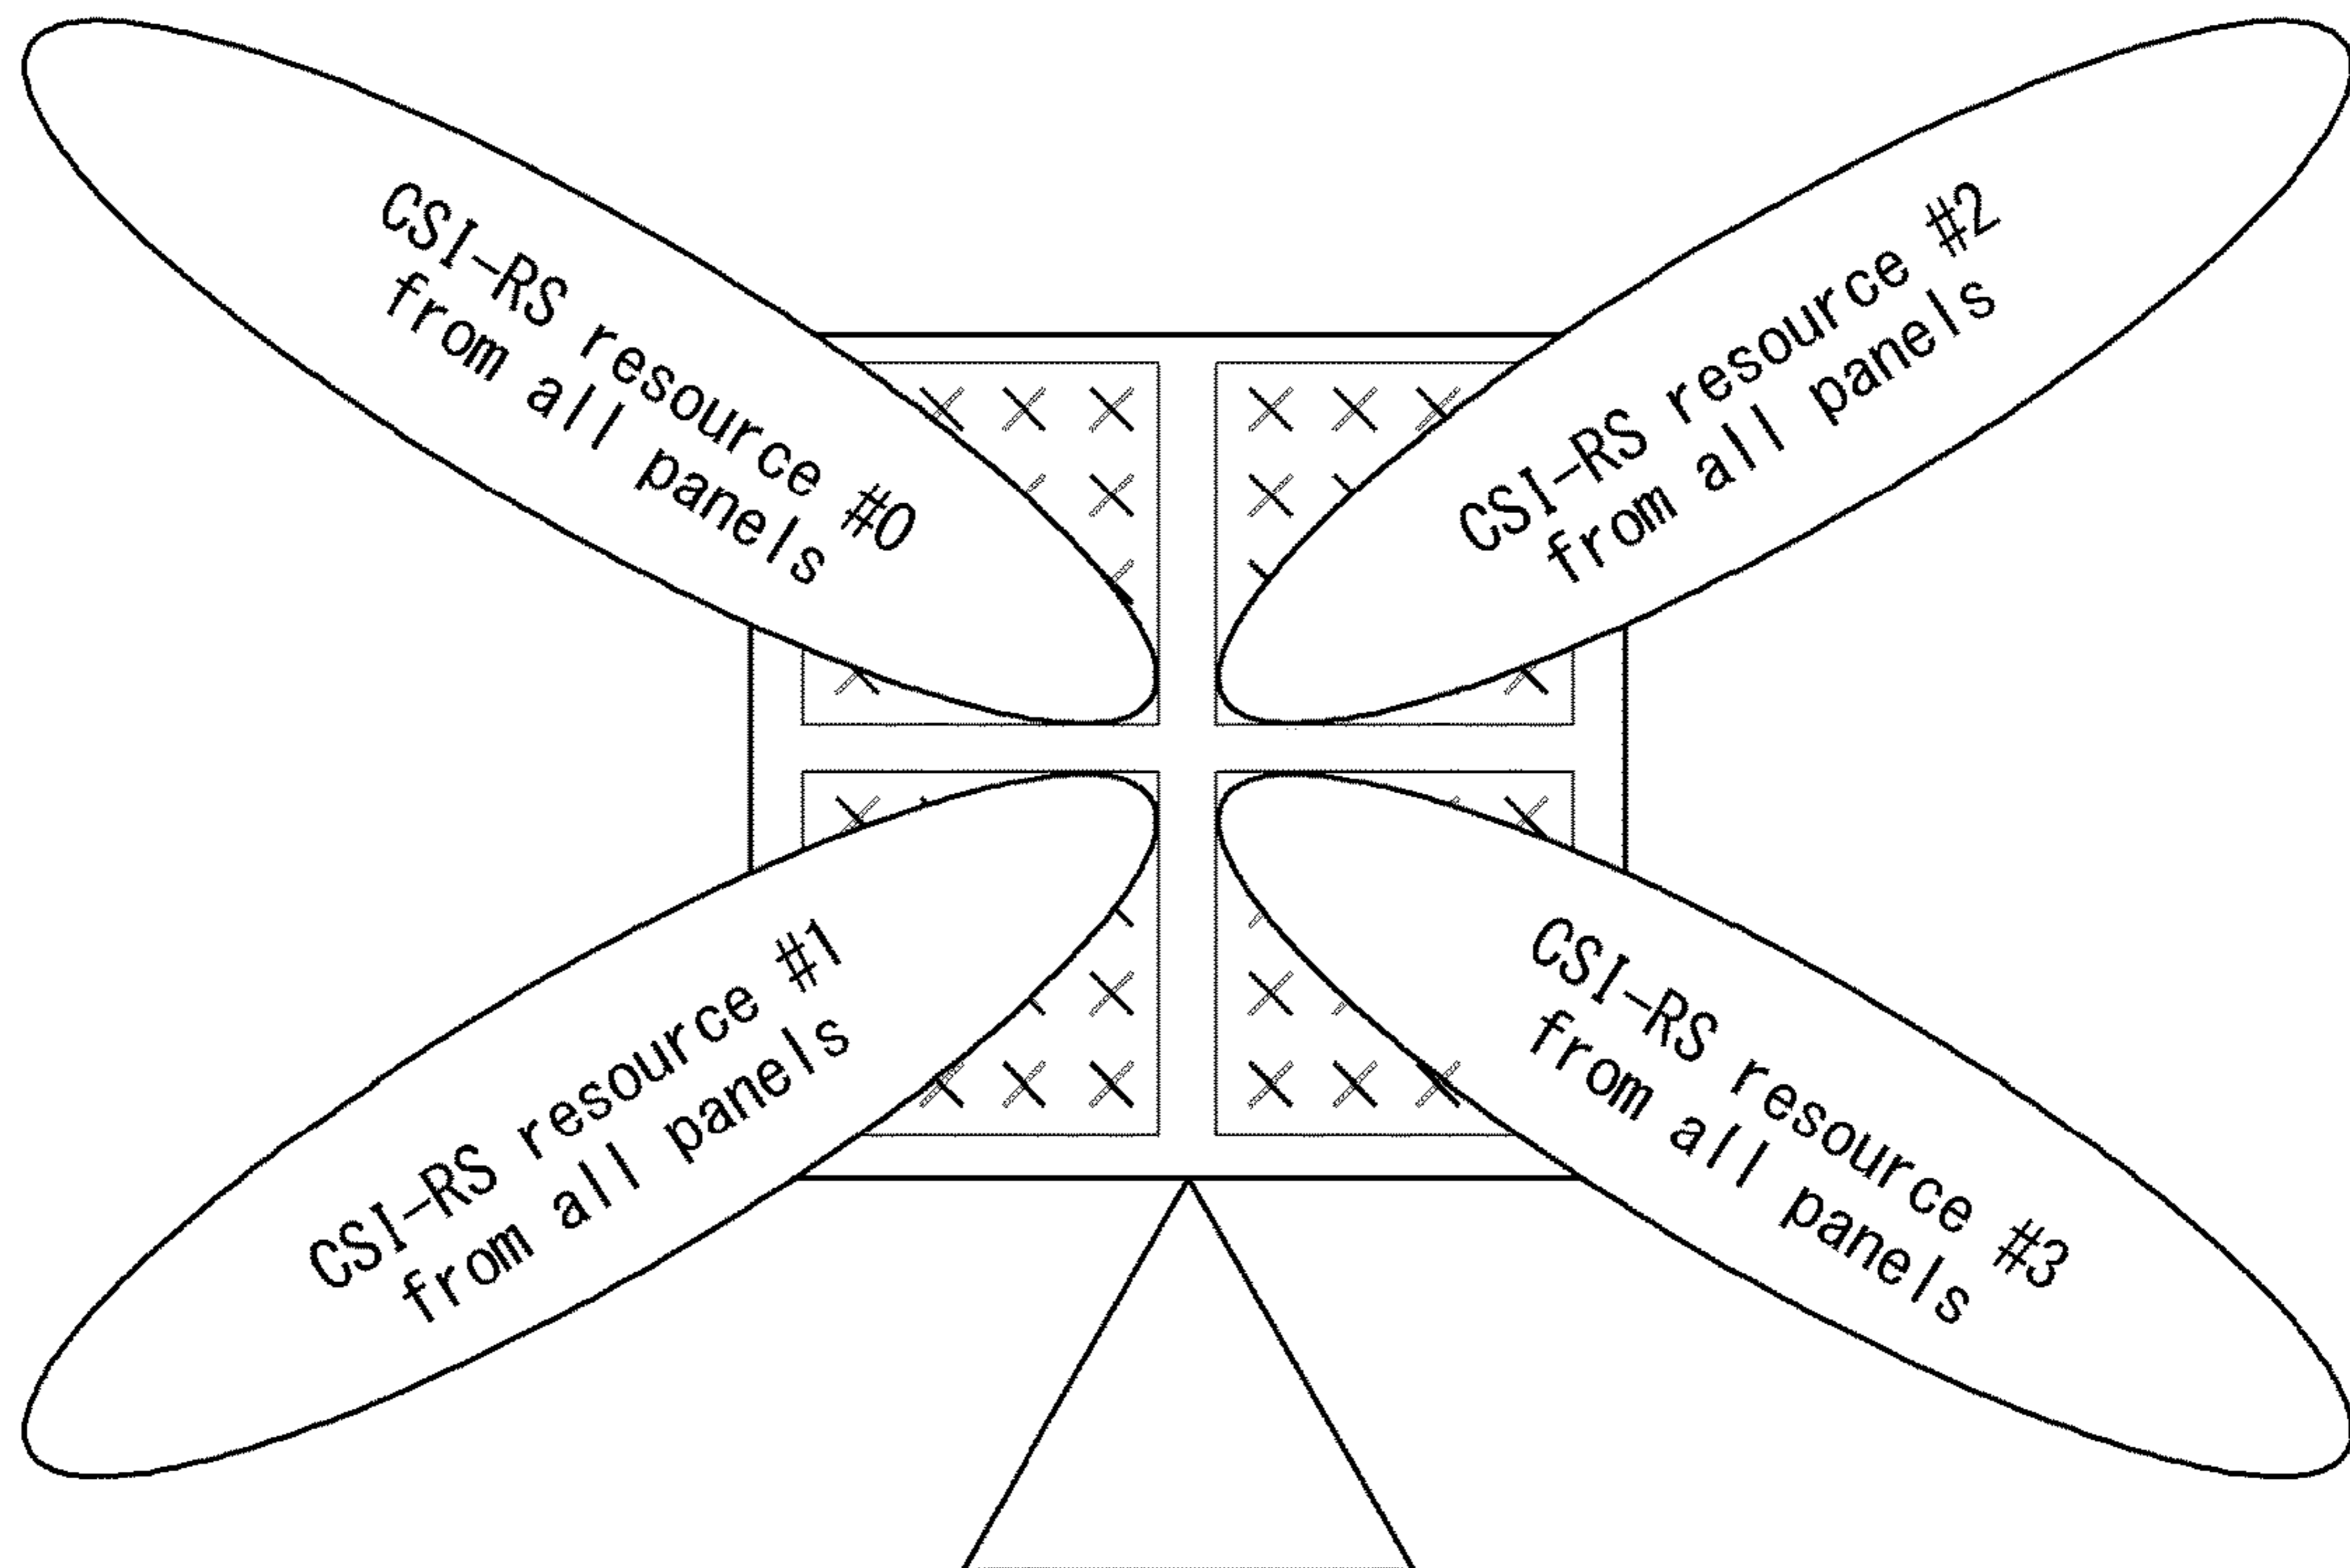 CSI-RS resource #0
from all panels
CSI-RS resource #2
from all panels
CSI-RS resource #1
from all panels
CSI-RS resource #3
from all panels